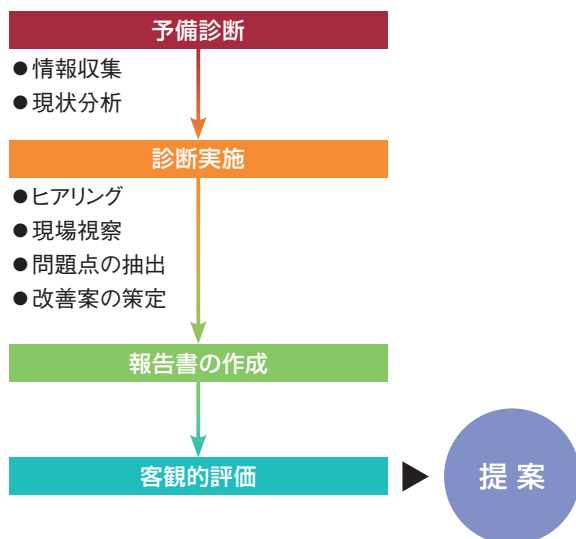 予備診断
●情報収集
●現状分析
診断実施
●ヒアリング
●現場視察
●問題点の抽出
●改善案の策定
報告書の作成
客観的評価
提案